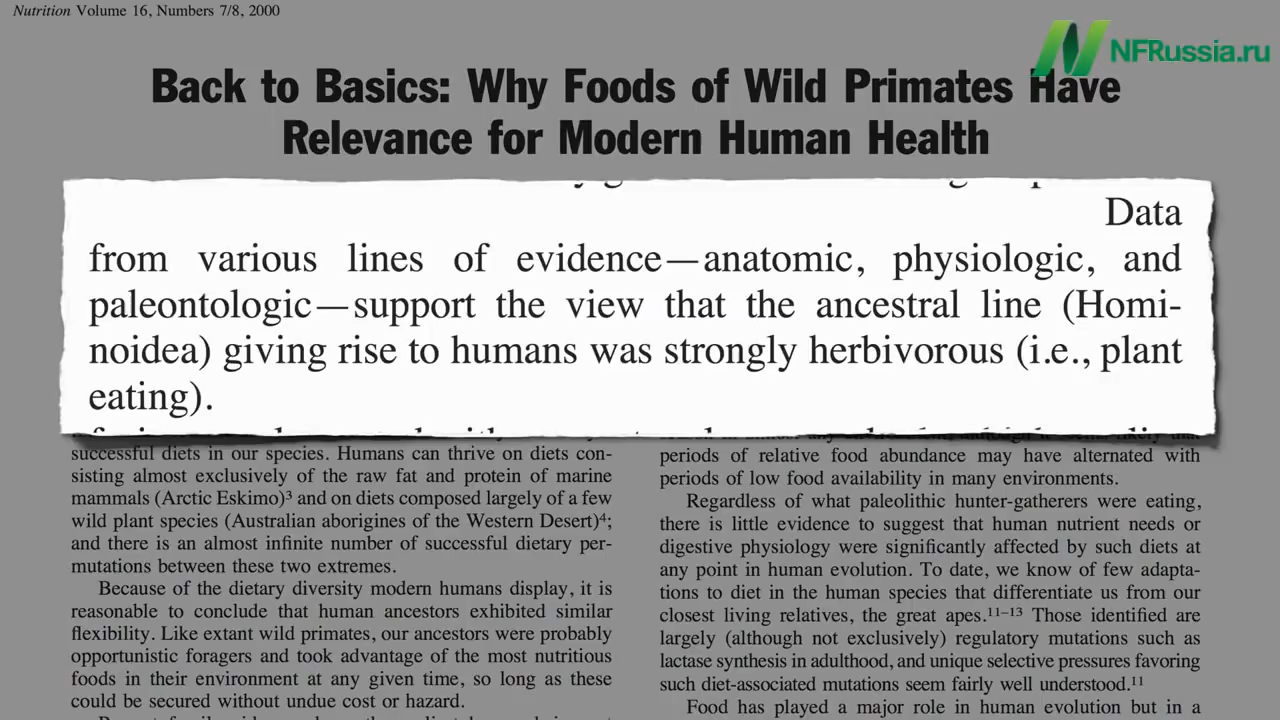 Nutrition Volume 16, Numbers 7/8, 2000
NFRussia.ru
Back to Basics: Why Foods of Wild Primates Have
Relevance for Modern Human Health
Data
from various lines of evidence—anatomic, physiologic, and
paleontologic—support the view that the ancestral line (Homi-
noidea) giving rise to humans was strongly herbivorous (i.e., plant
eating).
successful diets in our species. Humans can thrive on diets con-
sisting almost exclusively of the raw fat and protein of marine
mammals (Arctic Eskimo)³ and on diets composed largely of a few
wild plant species (Australian aborigines of the Western Desert)⁴;
and there is an almost infinite number of successful dietary per-
mutations between these two extremes.
Because of the dietary diversity modern humans display, it is
reasonable to conclude that human ancestors exhibited similar
flexibility. Like extant wild primates, our ancestors were probably
opportunistic foragers and took advantage of the most nutritious
foods in their environment at any given time, so long as these
could be secured without undue cost or hazard.
periods of relative food abundance may have alternated with
periods of low food availability in many environments.
Regardless of what paleolithic hunter-gatherers were eating,
there is little evidence to suggest that human nutrient needs or
digestive physiology were significantly affected by such diets at
any point in human evolution. To date, we know of few adapta-
tions to diet in the human species that differentiate us from our
closest living relatives, the great apes.¹¹⁻¹³ Those identified are
largely (although not exclusively) regulatory mutations such as
lactase synthesis in adulthood, and unique selective pressures favoring
such diet-associated mutations seem fairly well understood.¹¹
Food has played a major role in human evolution but in a